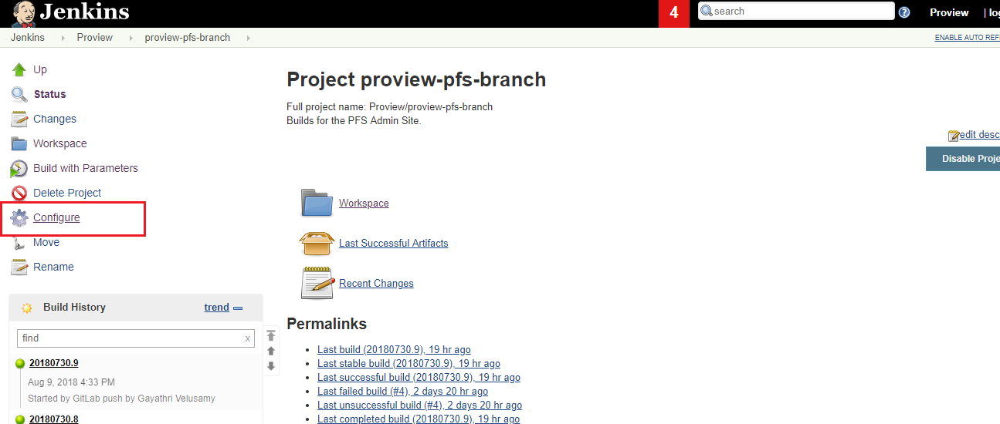 Jenkins
4
search
Proview
| log
Jenkins
Proview
proview-pfs-branch
ENABLE AUTO REF
Up
Status
Changes
Workspace
Build with Parameters
Delete Project
Configure
Move
Rename
Project proview-pfs-branch
Full project name: Proview/proview-pfs-branch
Builds for the PFS Admin Site.
edit desc
Disable Proje
Workspace
Last Successful Artifacts
Recent Changes
Build History
trend
find
x
20180730.9
Aug 9, 2018 4:33 PM
Started by GitLab push by Gayathri Velusamy
20180730.8
Permalinks
Last build (20180730.9), 19 hr ago
Last stable build (20180730.9), 19 hr ago
Last successful build (20180730.9), 19 hr ago
Last failed build (#4), 2 days 20 hr ago
Last unsuccessful build (#4), 2 days 20 hr ago
Last completed build (20180730.9), 19 hr ago